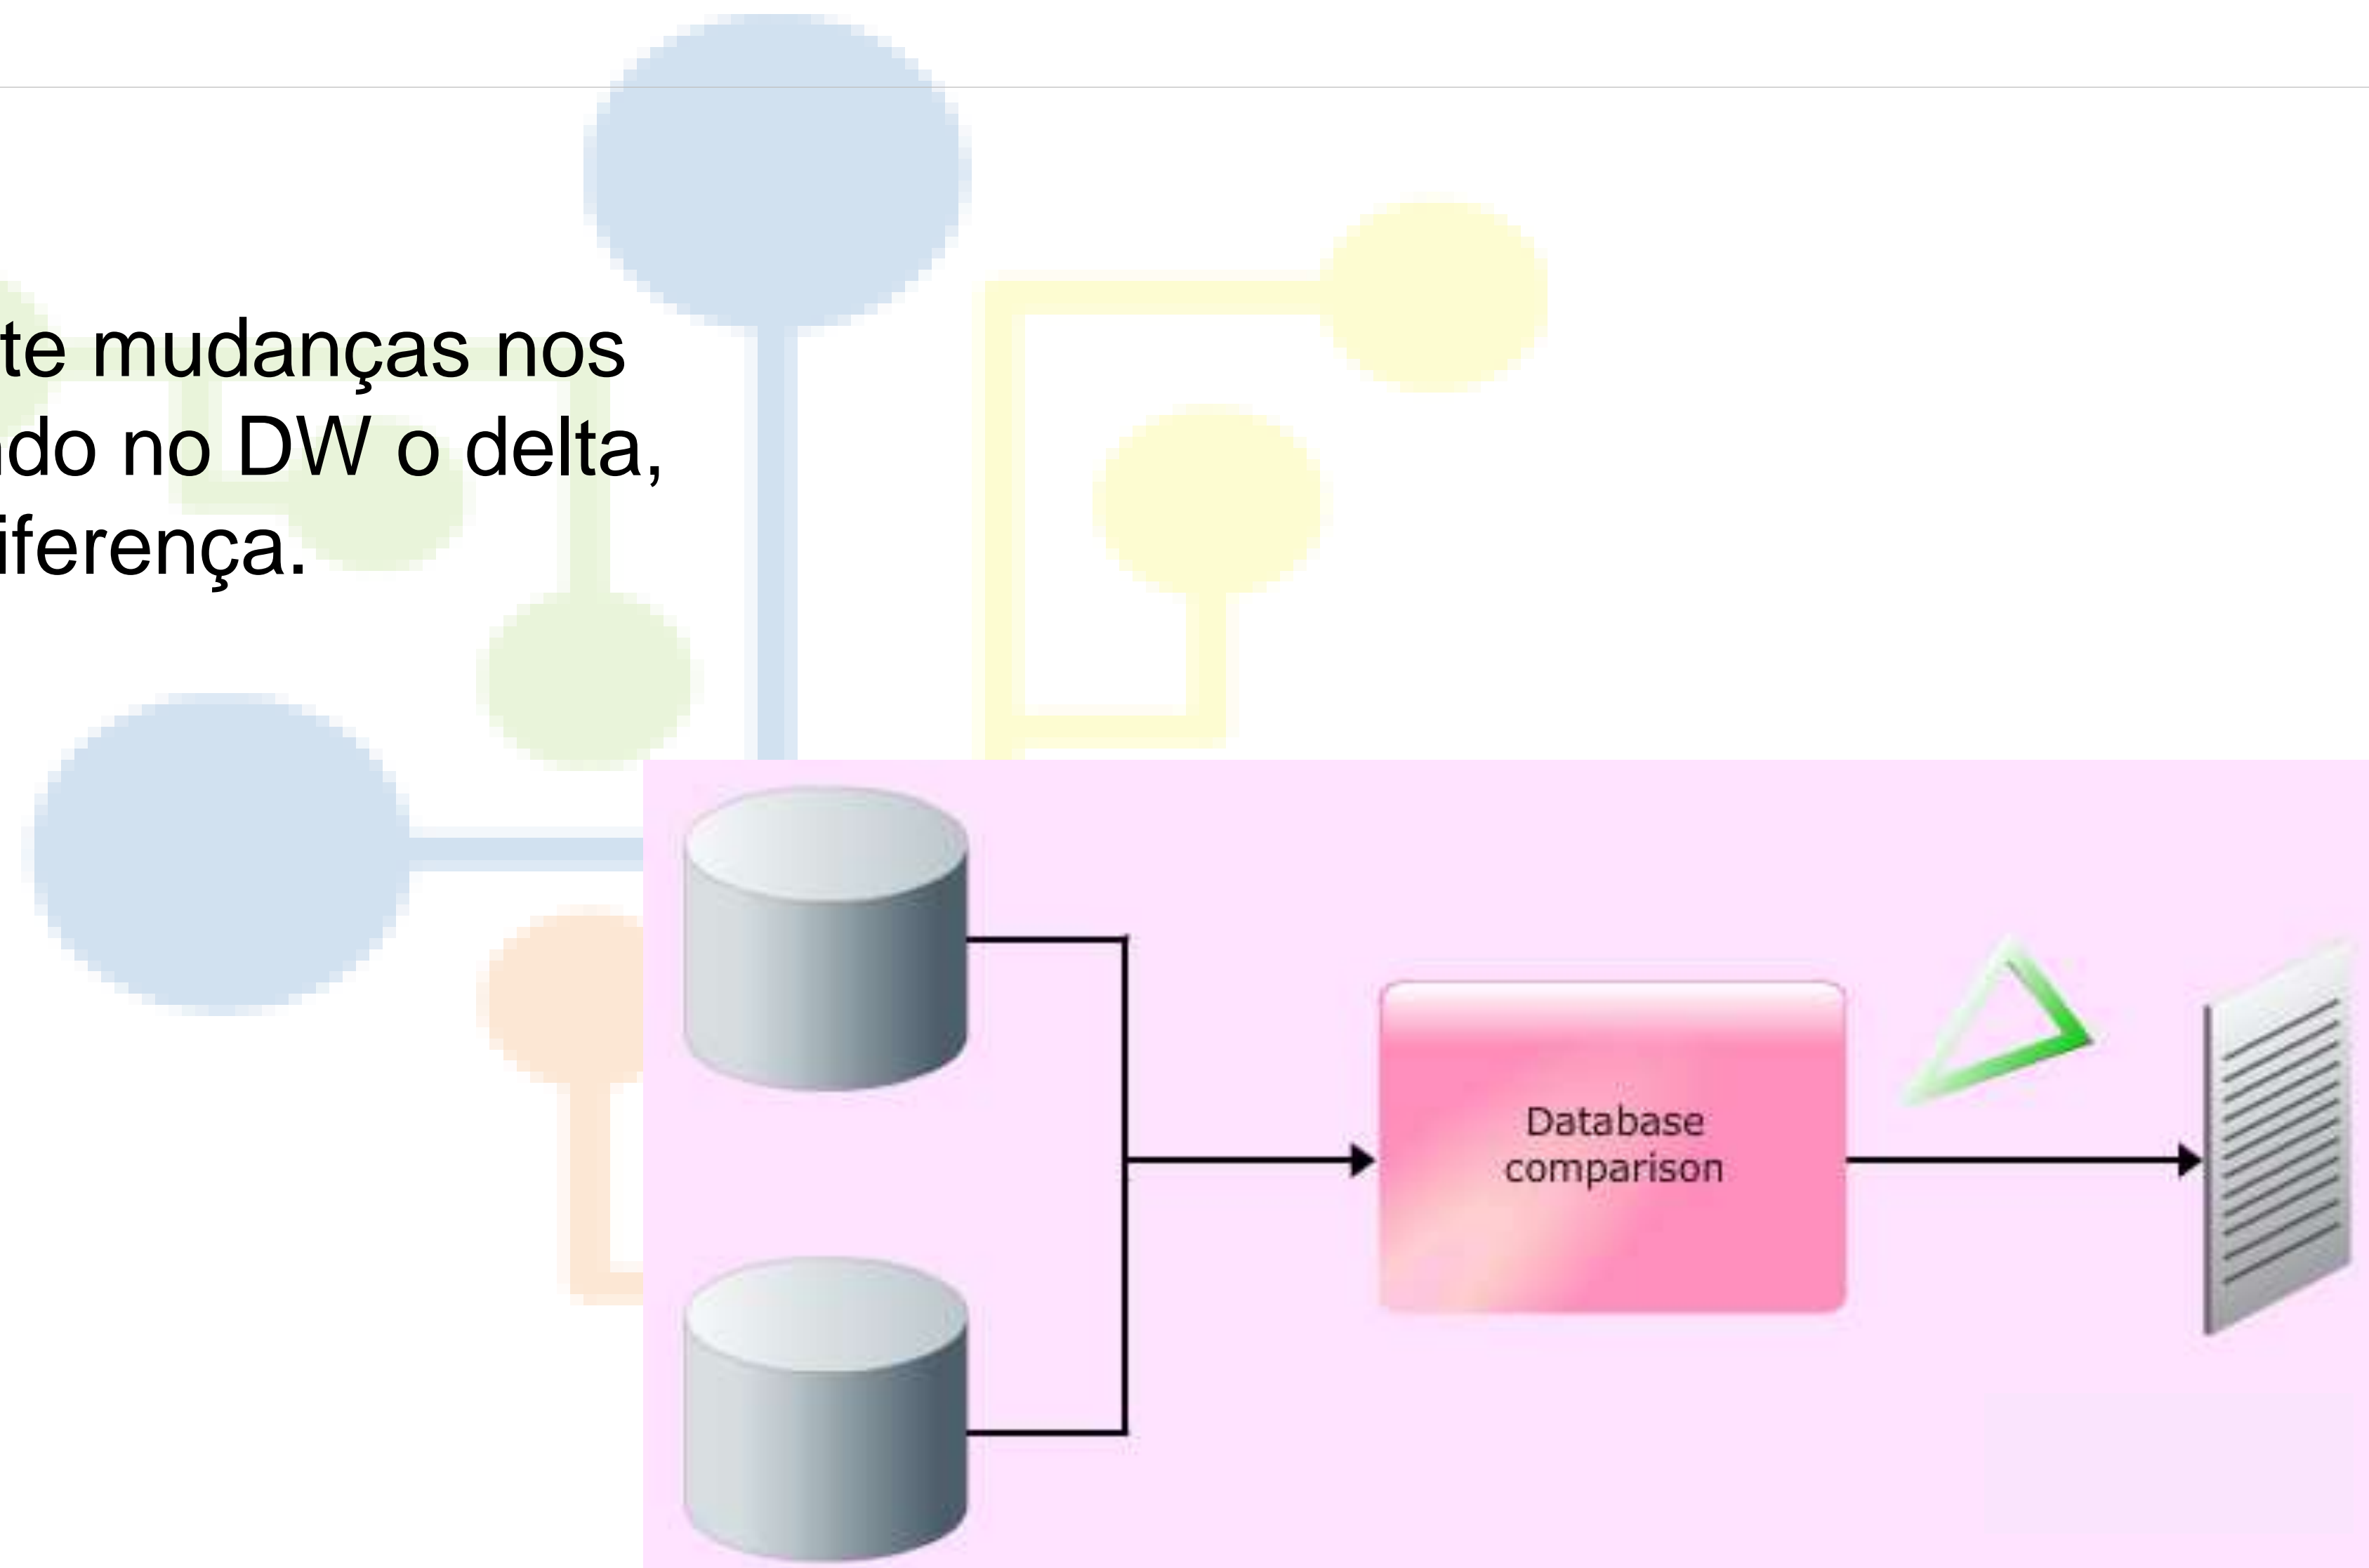 te mudanças nos
do no DW o delta,
iferença.
Database
comparison